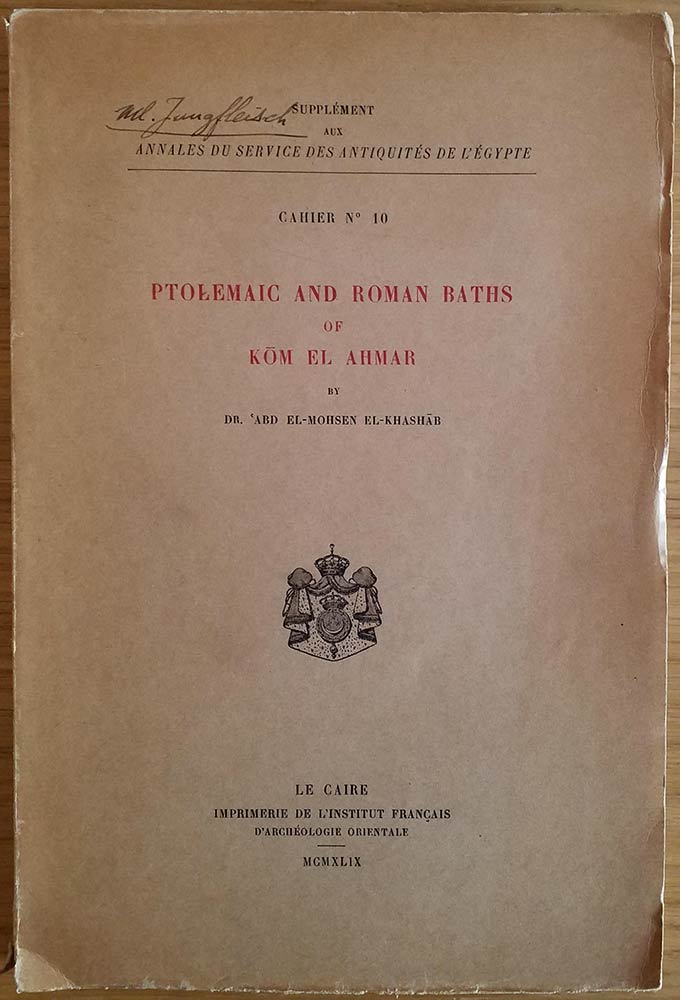 Md. Jungfleisch
SUPPLÉMENT
AUX
ANNALES DU SERVICE DES ANTIQUITÉS DE L'ÉGYPTE
CAHIER N° 10
PTOLEMAIC AND ROMAN BATHS
OF
KŌM EL AHMAR
BY
DR. ʿABD EL-MOHSEN EL-KHASHĀB
LE CAIRE
IMPRIMERIE DE L'INSTITUT FRANÇAIS
D'ARCHÉOLOGIE ORIENTALE
MCMXLIX